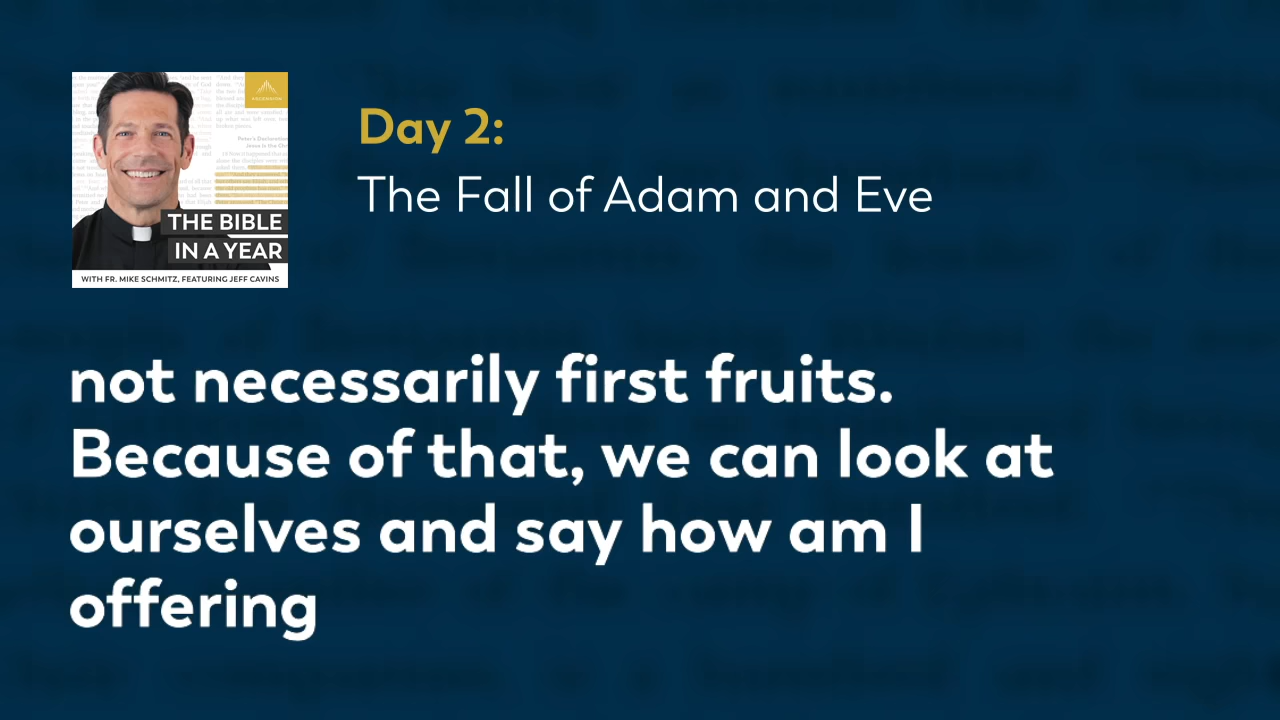 ASCENSION
THE BIBLE
IN A YEAR
WITH FR. MIKE SCHMITZ, FEATURING JEFF CAVINS
Day 2:
The Fall of Adam and Eve
not necessarily first fruits.
Because of that, we can look at
ourselves and say how am I
offering